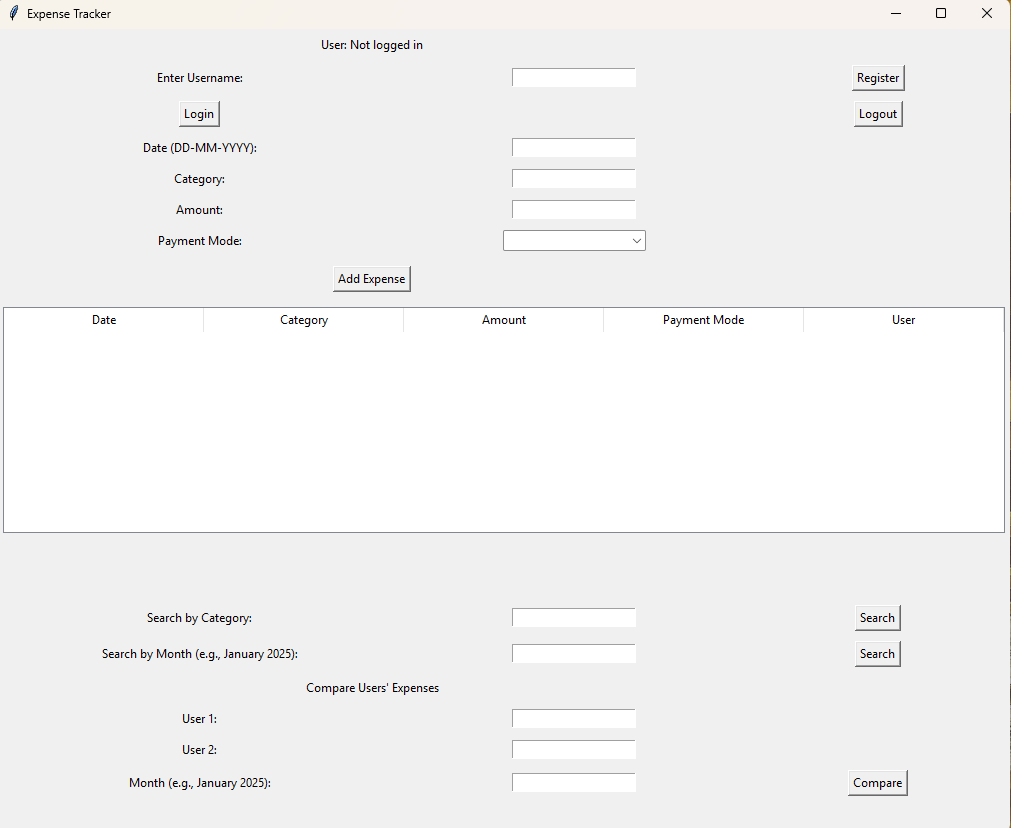 Expense Tracker
User: Not logged in
Enter Username: Register
Login Logout
Date (DD-MM-YYYY):
Category:
Amount:
Payment Mode:
Add Expense
Date Category Amount Payment Mode User
Search by Category: Search
Search by Month (e.g., January 2025): Search
Compare Users' Expenses
User 1:
User 2:
Month (e.g., January 2025): Compare